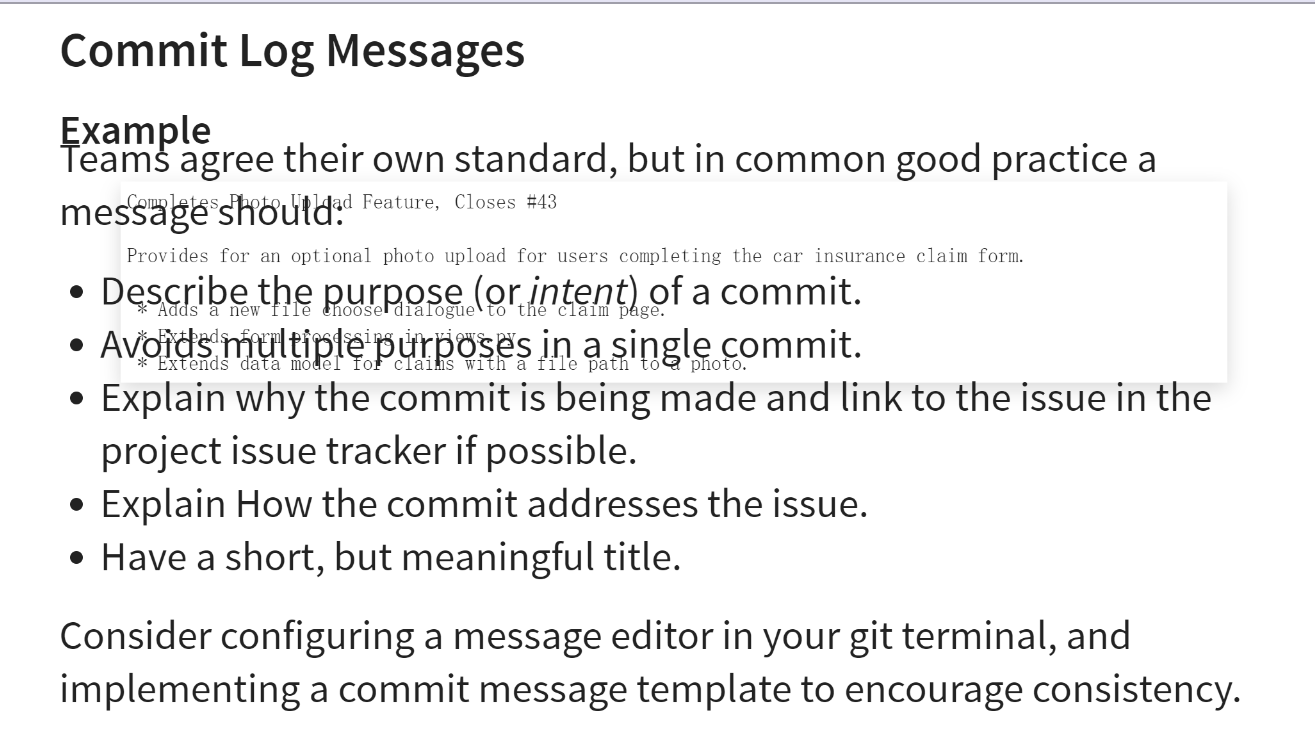 Commit Log Messages
Example
Teams agree their own standard, but in common good practice a
message should:
Completes Photo Upload Feature, Closes #43
Provides for an optional photo upload for users completing the car insurance claim form.
• Describe the purpose (or intent) of a commit.
* Adds a new file choose dialogue to the claim page.
* Extends form processing in views.py
• Avoids multiple purposes in a single commit.
* Extends data model for claims with a file path to a photo.
• Explain why the commit is being made and link to the issue in the
project issue tracker if possible.
• Explain How the commit addresses the issue.
• Have a short, but meaningful title.
Consider configuring a message editor in your git terminal, and
implementing a commit message template to encourage consistency.